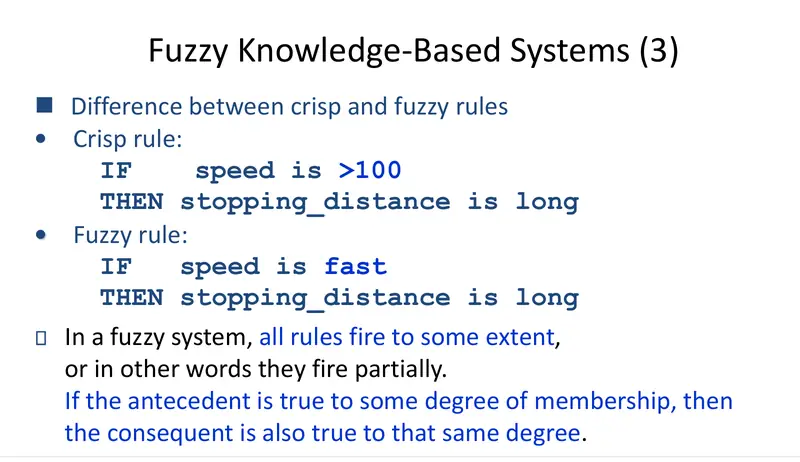 Fuzzy Knowledge-Based Systems (3)
■ Difference between crisp and fuzzy rules
• Crisp rule:
IF speed is >100
THEN stopping_distance is long
• Fuzzy rule:
IF speed is fast
THEN stopping_distance is long
▯ In a fuzzy system, all rules fire to some extent,
or in other words they fire partially.
If the antecedent is true to some degree of membership, then
the consequent is also true to that same degree.